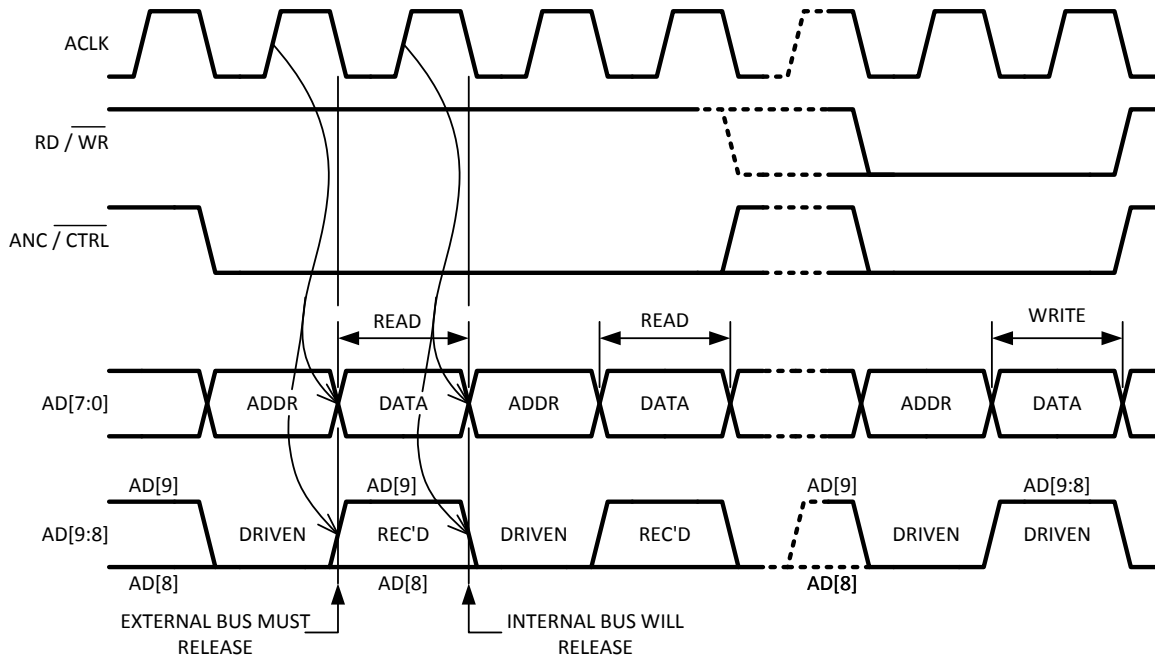 ACLK
RD / WR
ANC / CTRL
READ
READ
WRITE
AD[7:0]
ADDR
DATA
ADDR
DATA
ADDR
DATA
AD[9]
AD[9]
AD[9]
AD[9:8]
AD[9:8]
DRIVEN
REC'D
DRIVEN
REC'D
DRIVEN
DRIVEN
AD[8]
AD[8]
AD[8]
EXTERNAL BUS MUST
RELEASE
INTERNAL BUS WILL
RELEASE